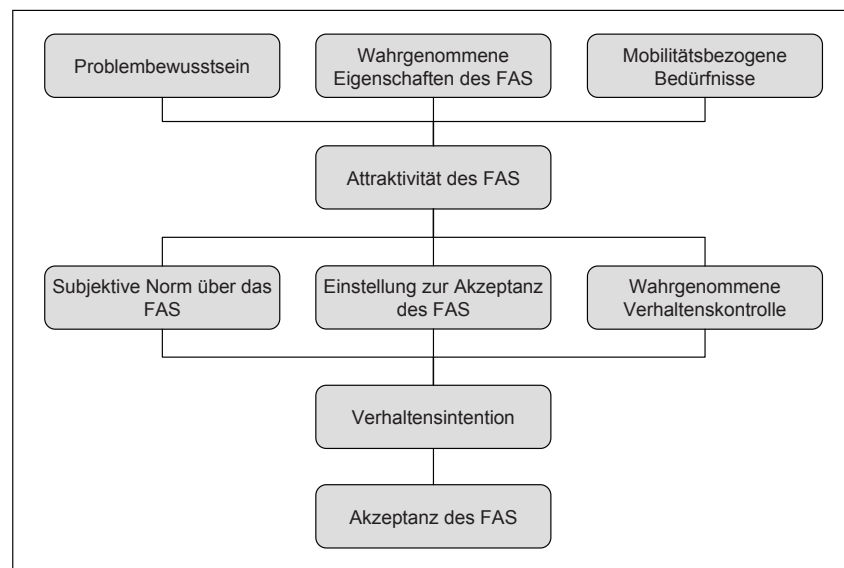 Problembewusstsein
Wahrgenommene
Eigenschaften des FAS
Mobilitätsbezogene
Bedürfnisse
Attraktivität des FAS
Subjektive Norm über das
FAS
Einstellung zur Akzeptanz
des FAS
Wahrgenommene
Verhaltenskontrolle
Verhaltensintention
Akzeptanz des FAS